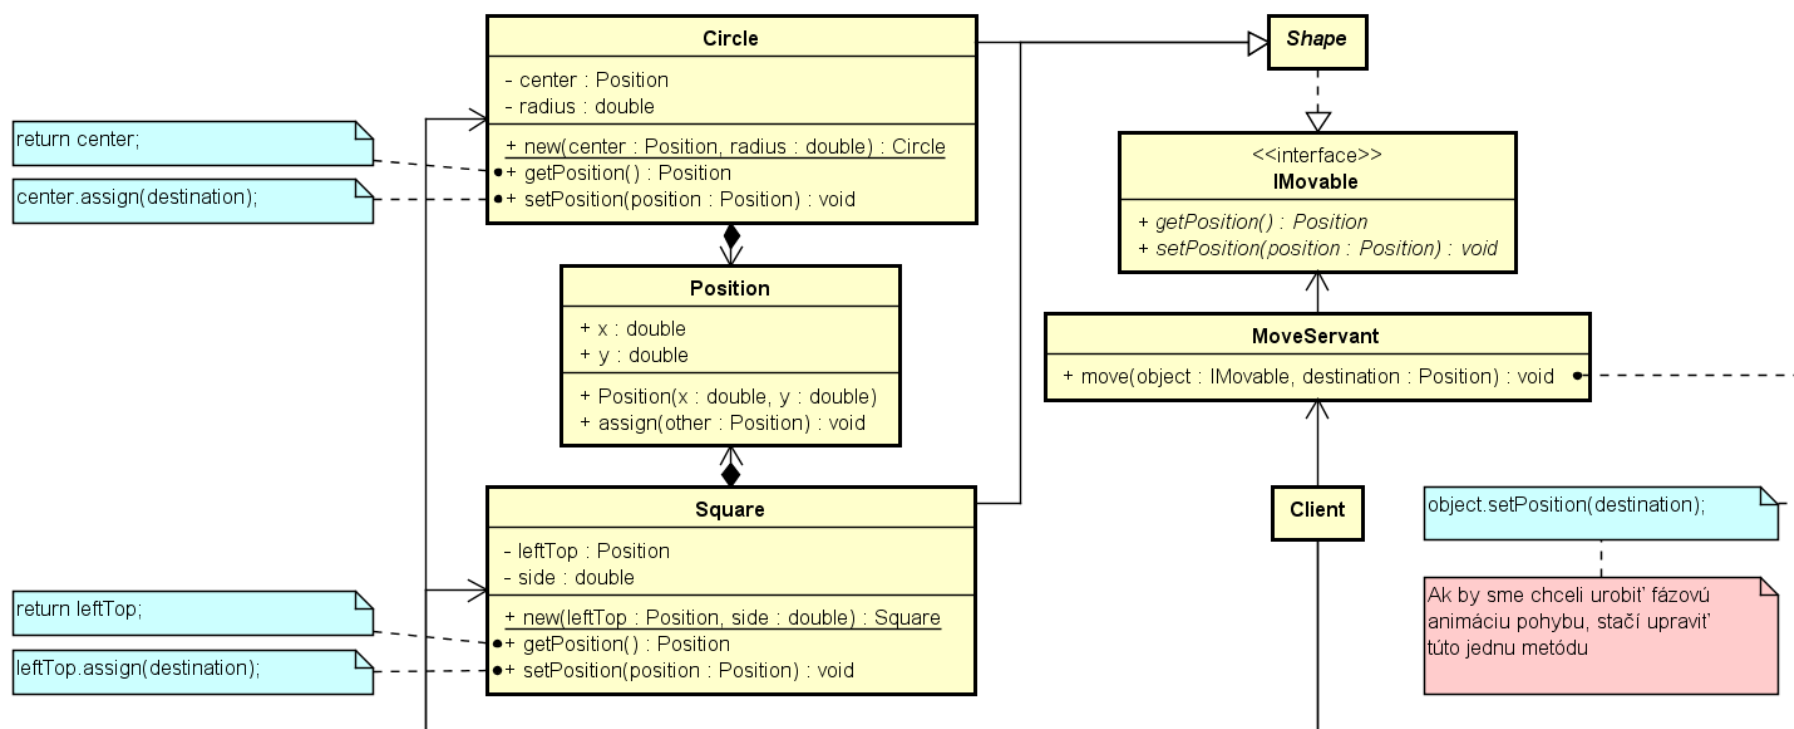 Circle
- center : Position
- radius : double
+ new(center : Position, radius : double) : Circle
+ getPosition() : Position
+ setPosition(position : Position) : void
return center;
center.assign(destination);
Shape
<<interface>>
IMovable
+ getPosition() : Position
+ setPosition(position : Position) : void
Position
+ x : double
+ y : double
+ Position(x : double, y : double)
+ assign(other : Position) : void
MoveServant
+ move(object : IMovable, destination : Position) : void
Square
- leftTop : Position
- side : double
+ new(leftTop : Position, side : double) : Square
+ getPosition() : Position
+ setPosition(position : Position) : void
return leftTop;
leftTop.assign(destination);
Client
object.setPosition(destination);
Ak by sme chceli urobiť fázovú
animáciu pohybu, stačí upraviť
túto jednu metódu